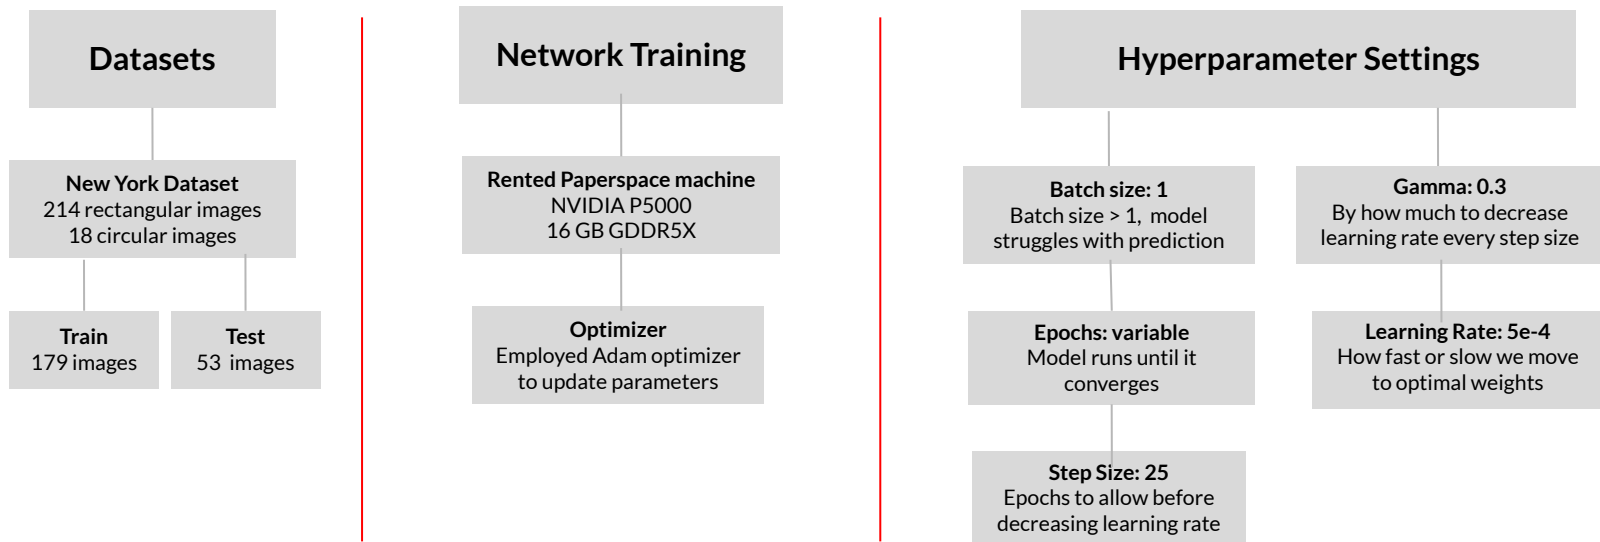 Datasets
New York Dataset
214 rectangular images
18 circular images
Train
179 images
Test
53 images
Network Training
Rented Paperspace machine
NVIDIA P5000
16 GB GDDR5X
Optimizer
Employed Adam optimizer
to update parameters
Hyperparameter Settings
Batch size: 1
Batch size > 1, model
struggles with prediction
Epochs: variable
Model runs until it
converges
Step Size: 25
Epochs to allow before
decreasing learning rate
Gamma: 0.3
By how much to decrease
learning rate every step size
Learning Rate: 5e-4
How fast or slow we move
to optimal weights